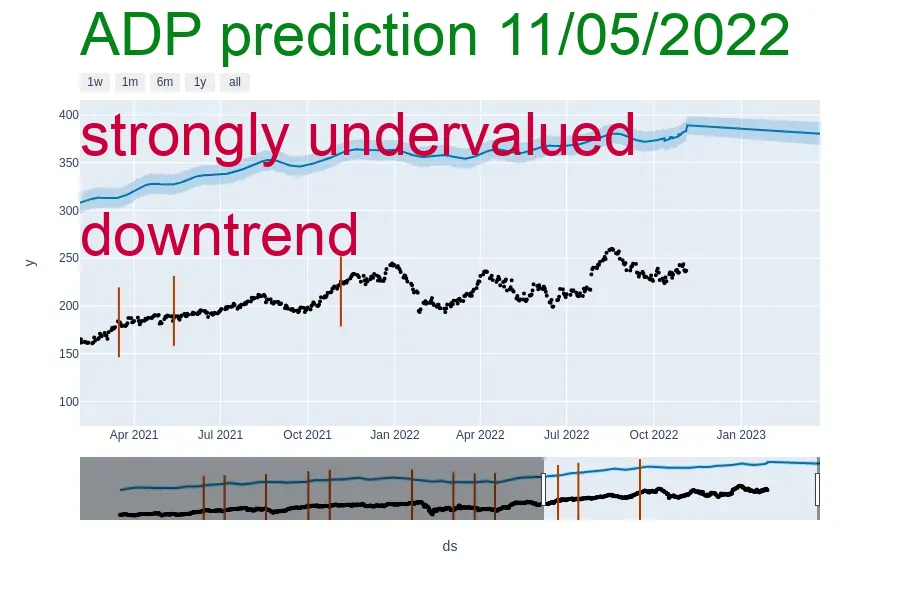 ADP prediction 11/05/2022
1w 1m 6m 1y all
400
strongly undervalued
350
300
downtrend
250
y
200
150
100
Apr 2021 Jul 2021 Oct 2021 Jan 2022 Apr 2022 Jul 2022 Oct 2022 Jan 2023
ds